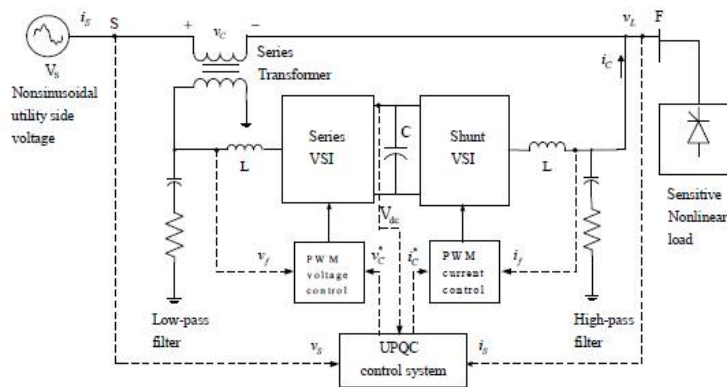 i_S
S
+
v_C
−
v_L
F
V_s
Nonsinusoidal
utility side
voltage
Series
Transformer
i_C
L
Series
VSI
C
Shunt
VSI
L
V_dc
Sensitive
Nonlinear
load
v_f
PWM
voltage
control
v_C^*
i_C^*
PWM
current
control
i_f
Low-pass
filter
High-pass
filter
v_S
UPQC
control system
i_S